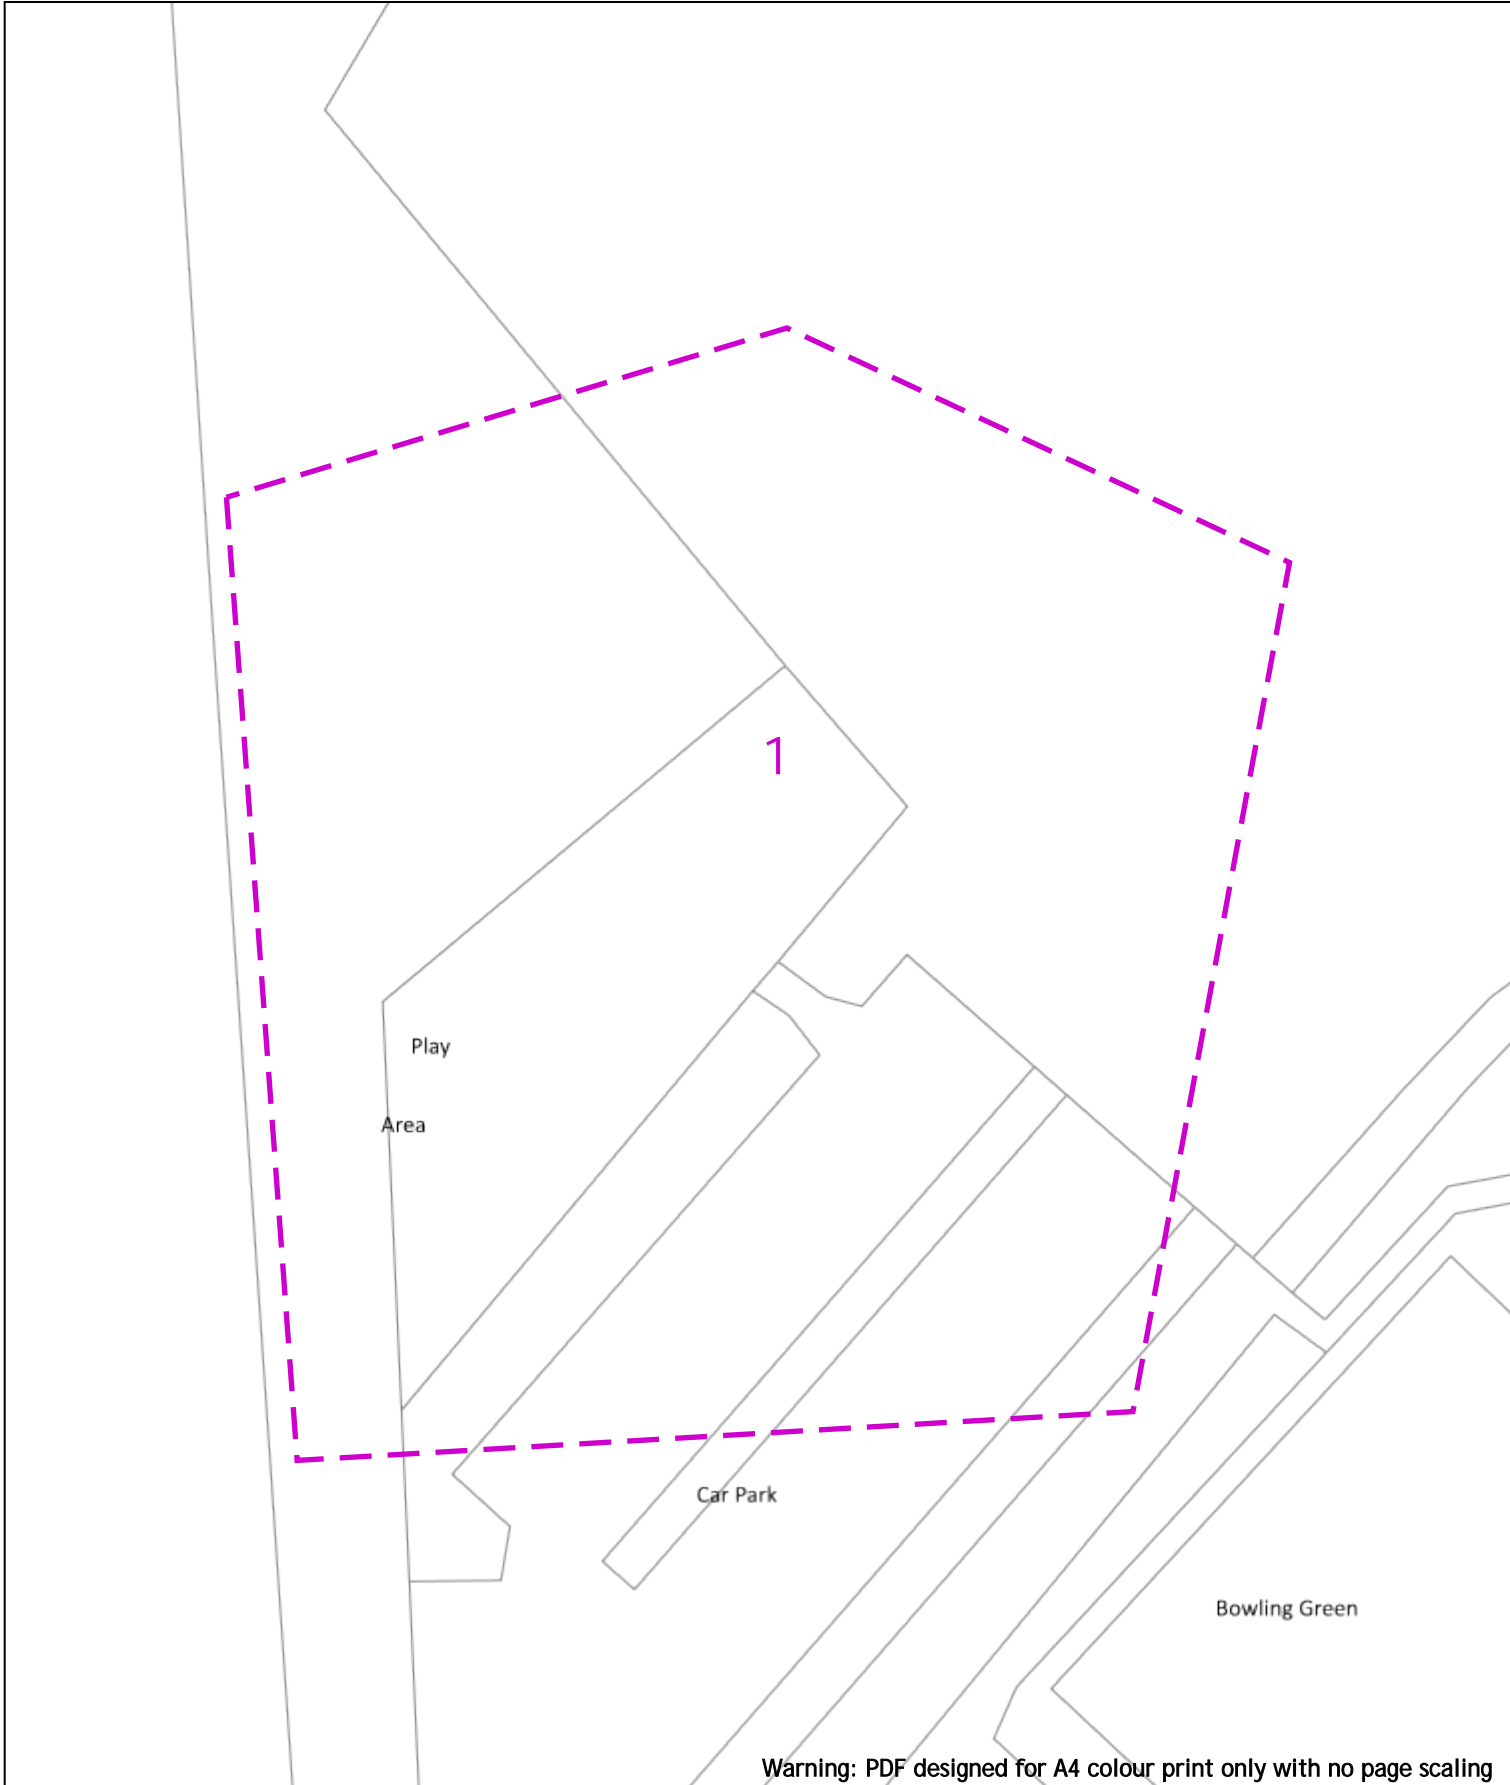 1
Play
Area
Car Park
Bowling Green
Warning: PDF designed for A4 colour print only with no page scaling